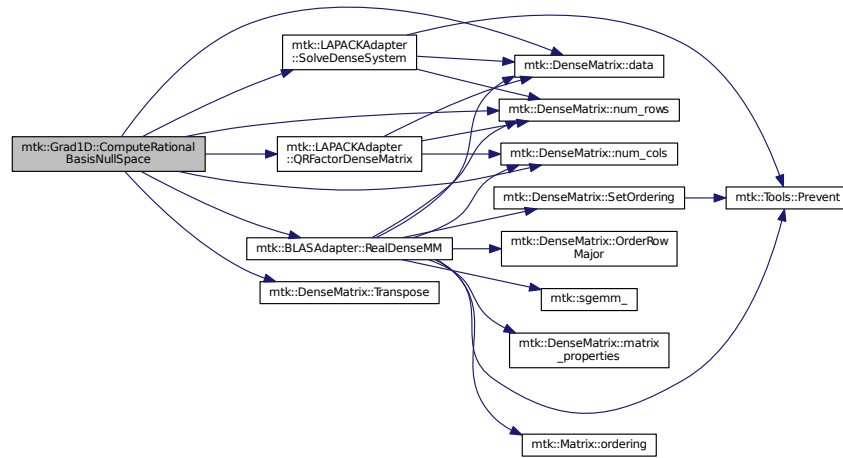 mtk::LAPACKAdapter
::SolveDenseSystem
mtk::DenseMatrix::data
mtk::DenseMatrix::num_rows
mtk::Grad1D::ComputeRational
BasisNullSpace
mtk::LAPACKAdapter
::QRFactorDenseMatrix
mtk::DenseMatrix::num_cols
mtk::DenseMatrix::SetOrdering
mtk::Tools::Prevent
mtk::BLASAdapter::RealDenseMM
mtk::DenseMatrix::OrderRow
Major
mtk::DenseMatrix::Transpose
mtk::sgemm_
mtk::DenseMatrix::matrix
_properties
mtk::Matrix::ordering